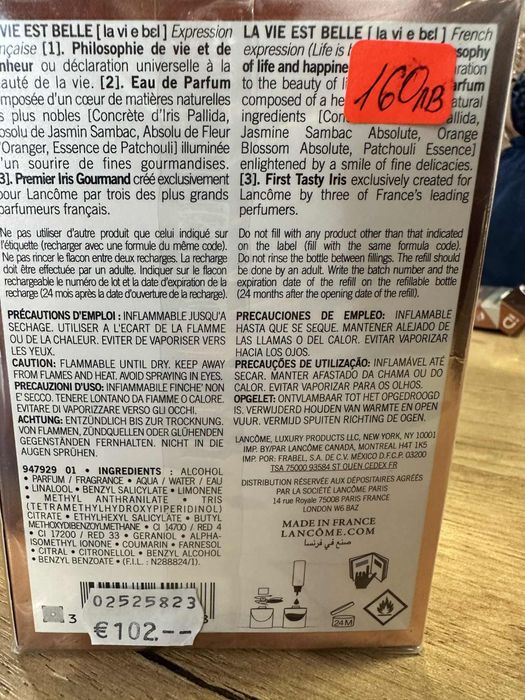 LA VIE EST BELLE [ la vi ɛ bɛl ] Expression
nçaise [1]. Philosophie de vie et de
nheur ou déclaration universelle à la
auté de la vie. [2]. Eau de Parfum
mposée d'un cœur de matières naturelles
s plus nobles [Concrète d'Iris Pallida,
bsolu de Jasmin Sambac, Absolu de Fleur
'Oranger, Essence de Patchouli] illuminée
'un sourire de fines gourmandises.
3]. Premier Iris Gourmand créé exclusivement
our Lancôme par trois des plus grands
arfumeurs français.
LA VIE EST BELLE [ la vi ɛ bɛl ] French
expression (Life is
sophy
of life and happine
ration
to the beauty of li
arfum
composed of a he
atural
ingredients [Con
allida,
Jasmine Sambac Absolute, Orange
Blossom Absolute, Patchouli Essence]
enlightened by a smile of fine delicacies.
[3]. First Tasty Iris exclusively created for
Lancôme by three of France's leading
perfumers.
160лв
Ne pas utiliser d'autre produit que celui indiqué sur
l'étiquette (recharger avec une formule du même code).
Ne pas rincer le flacon entre deux recharges. La recharge
doit être effectuée par un adulte. Indiquer sur le flacon
rechargeable le numéro de lot et la date d'expiration de la
recharge (24 mois après la date d'ouverture de la recharge).
Do not fill with any product other than that indicated
on the label (fill with the same formula code).
Do not rinse the bottle between fillings. The refill should
be done by an adult. Write the batch number and the
expiration date of the refill on the refillable bottle
(24 months after the opening date of the refill).
PRÉCAUTIONS D'EMPLOI : INFLAMMABLE JUSQU'A
SECHAGE. UTILISER A L'ECART DE LA FLAMME
OU DE LA CHALEUR. EVITER DE VAPORISER VERS
LES YEUX.
CAUTION: FLAMMABLE UNTIL DRY. KEEP AWAY
FROM FLAMES AND HEAT. AVOID SPRAYING IN EYES.
PRECAUZIONI D'USO: INFIAMMABILE FINCHE' NON
E' SECCO. TENERE LONTANO DA FIAMME O CALORE.
EVITARE DI VAPORIZZARE VERSO GLI OCCHI.
ACHTUNG: ENTZÜNDLICH BIS ZUR TROCKNUNG.
VON FLAMMEN, ZÜNDQUELLEN ODER GLÜHENDEN
GEGENSTÄNDEN FERNHALTEN. NICHT IN DIE
AUGEN SPRÜHEN.
PRECAUCIONES DE EMPLEO: INFLAMABLE
HASTA QUE SE SEQUE. MANTENER ALEJADO DE
LAS LLAMAS O DEL CALOR. EVITAR VAPORIZAR
HACIA LOS OJOS.
PRECAUÇÕES DE UTILIZAÇÃO: INFLAMÁVEL ATÉ
SECAR. MANTER AFASTADO DA CHAMA OU DO
CALOR. EVITAR VAPORIZAR PARA OS OLHOS.
OPGELET: ONTVLAMBAAR TOT HET OPGEDROOGD
IS. VERWIJDERD HOUDEN VAN WARMTE EN OPEN
VUUR. VERMIJD SPUITEN RICHTING DE OGEN.
LANCÔME, LUXURY PRODUCTS LLC, NEW YORK, NY 10001
IMP. BY/PAR LANCÔME CANADA, MONTREAL H4T 1K5
IMP. POR: FRABEL, S.A. DE C.V. MÉXICO D.F. C.P. 03200
TSA 75000 93584 ST OUEN CEDEX FR
947929 01 • INGREDIENTS : ALCOHOL
• PARFUM / FRAGRANCE • AQUA / WATER / EAU
• LINALOOL • BENZYL SALICYLATE • LIMONENE
• METHYL ANTHRANILATE • TRIS
(TETRAMETHYLHYDROXYPIPERIDINOL)
CITRATE • ETHYLHEXYL SALICYLATE • BUTYL
METHOXYDIBENZOYLMETHANE • CI 14700 / RED 4
• CI 17200 / RED 33 • GERANIOL • ALPHA-
ISOMETHYL IONONE • COUMARIN • FARNESOL
• CITRAL • CITRONELLOL • BENZYL ALCOHOL
• BENZYL BENZOATE • (F.I.L. : N28824/1).
DISTRIBUTION RÉSERVÉE AUX DÉPOSITAIRES AGRÉÉS
PAR LA SOCIÉTÉ LANCÔME PARIS
14 rue Royale 75008 PARIS FRANCE
LONDON W6 8AZ
MADE IN FRANCE
LANCÔME.COM
صنع في فرنسا
3
02525823
€102.--
8
24M